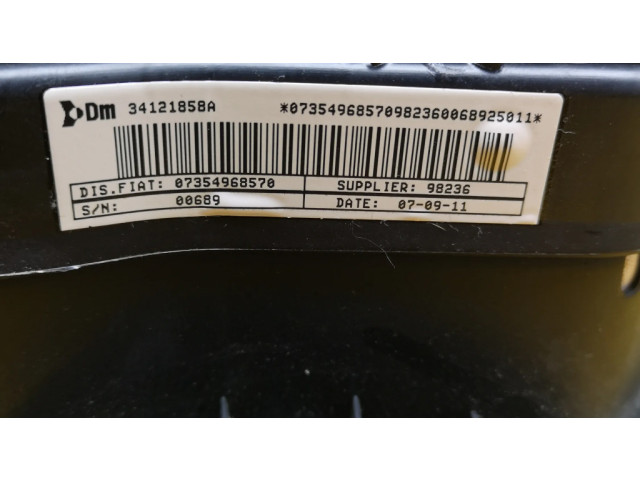 Dm 34121858A *07354968570982360068925011*
DIS.FIAT: 07354968570 SUPPLIER: 98236
S/N: 00689 DATE: 07-09-11